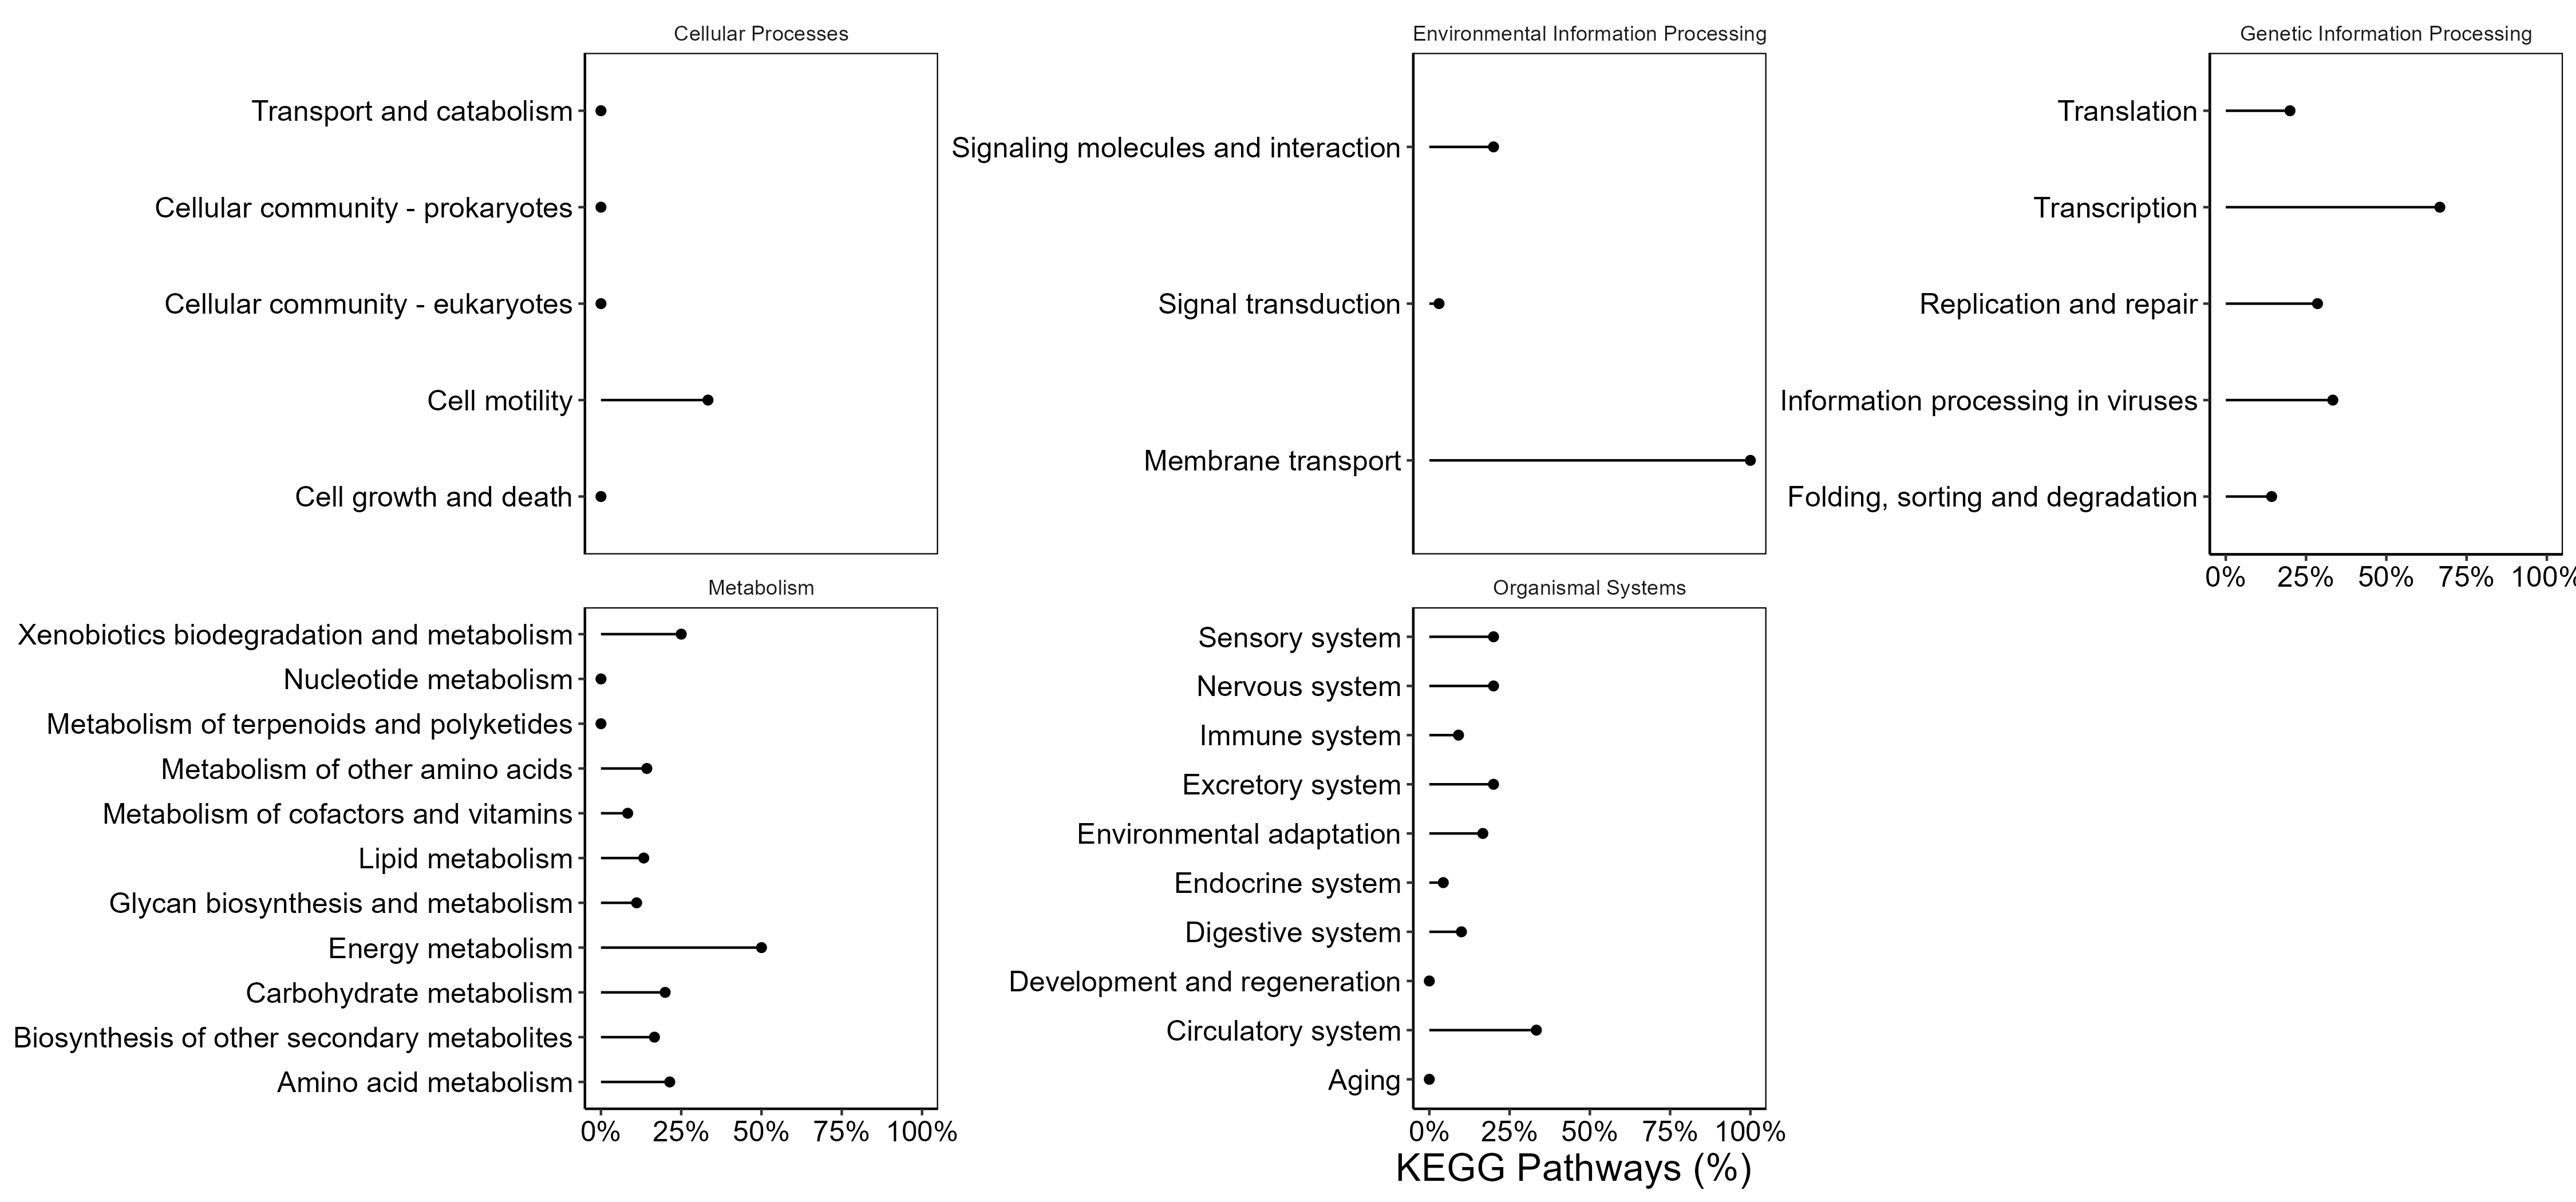 Cellular Processes
Transport and catabolism
Cellular community - prokaryotes
Cellular community - eukaryotes
Cell motility
Cell growth and death
Environmental Information Processing
Signaling molecules and interaction
Signal transduction
Membrane transport
Genetic Information Processing
Translation
Transcription
Replication and repair
Information processing in viruses
Folding, sorting and degradation
0% 25% 50% 75% 100%
Metabolism
Xenobiotics biodegradation and metabolism
Nucleotide metabolism
Metabolism of terpenoids and polyketides
Metabolism of other amino acids
Metabolism of cofactors and vitamins
Lipid metabolism
Glycan biosynthesis and metabolism
Energy metabolism
Carbohydrate metabolism
Biosynthesis of other secondary metabolites
Amino acid metabolism
0% 25% 50% 75% 100%
Organismal Systems
Sensory system
Nervous system
Immune system
Excretory system
Environmental adaptation
Endocrine system
Digestive system
Development and regeneration
Circulatory system
Aging
0% 25% 50% 75% 100%
KEGG Pathways (%)